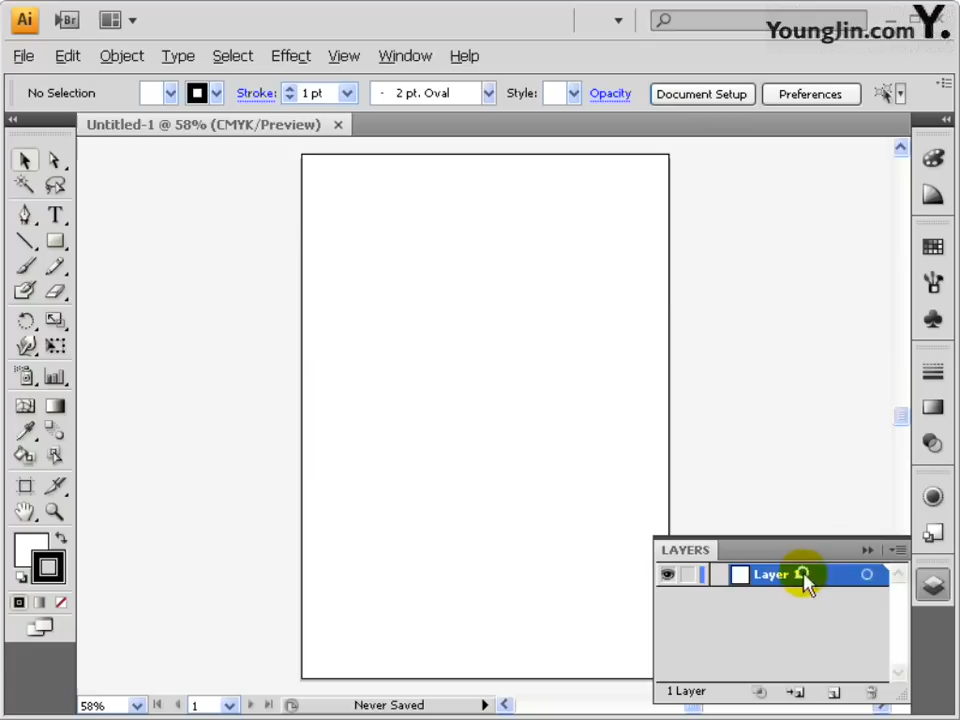 Ai Br YoungJin.com Y.
File Edit Object Type Select Effect View Window Help
No Selection Stroke: 1 pt 2 pt. Oval Style: Opacity Document Setup Preferences
Untitled-1 @ 58% (CMYK/Preview)
T
LAYERS
Layer 1
1 Layer
58% 1 Never Saved